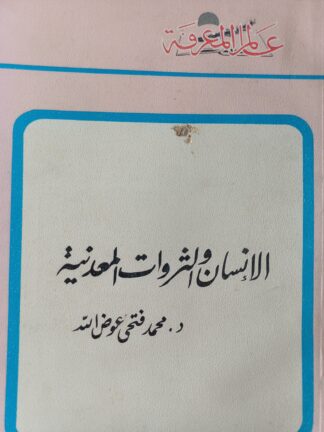 عالم المعرفة
الإنسان والثروات المعدنية
د. محمد فتحي عوض الله